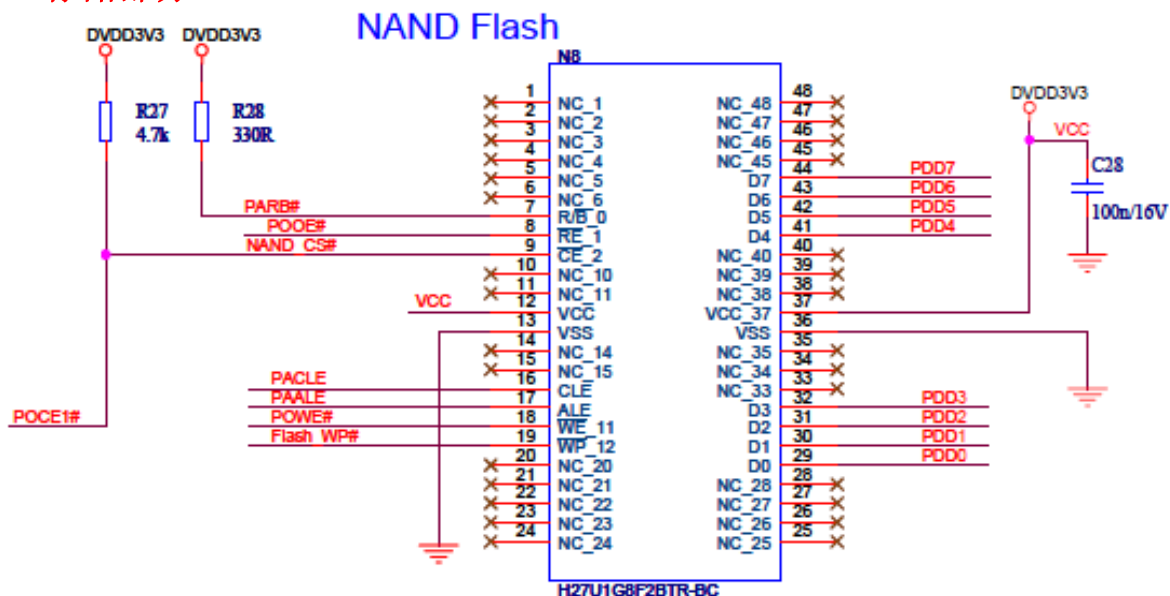 NAND Flash
DVDD3V3 DVDD3V3
R27
4.7k
R28
330R
N8
1 NC_1
2 NC_2
3 NC_3
4 NC_4
5 NC_5
6 NC_6
PARB# 7 R/B_0
POOE# 8 RE_1
NAND_CS# 9 CE_2
10 NC_10
11 NC_11
VCC 12 VCC
13 VSS
14 NC_14
15 NC_15
PACLE 16 CLE
PAALE 17 ALE
POWE# 18 WE_11
Flash_WP# 19 WP_12
20 NC_20
21 NC_21
22 NC_22
23 NC_23
24 NC_24
POCE1#
NC_48 48
NC_47 47
NC_46 46
NC_45 45
D7 44 PDD7
D6 43 PDD6
D5 42 PDD5
D4 41 PDD4
NC_40 40
NC_39 39
NC_38 38
VCC_37 37
VSS 36
NC_35 35
NC_34 34
NC_33 33
D3 32 PDD3
D2 31 PDD2
D1 30 PDD1
D0 29 PDD0
NC_28 28
NC_27 27
NC_26 26
NC_25 25
H27U1G8F2BTR-BC
DVDD3V3
VCC
C28
100n/16V